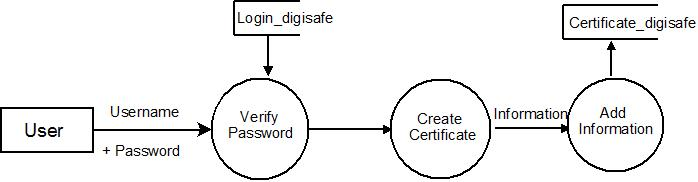 Login_digisafe
Certificate_digisafe
Username
Verify
Password
Create
Certificate
Information
Add
Information
User
+ Password